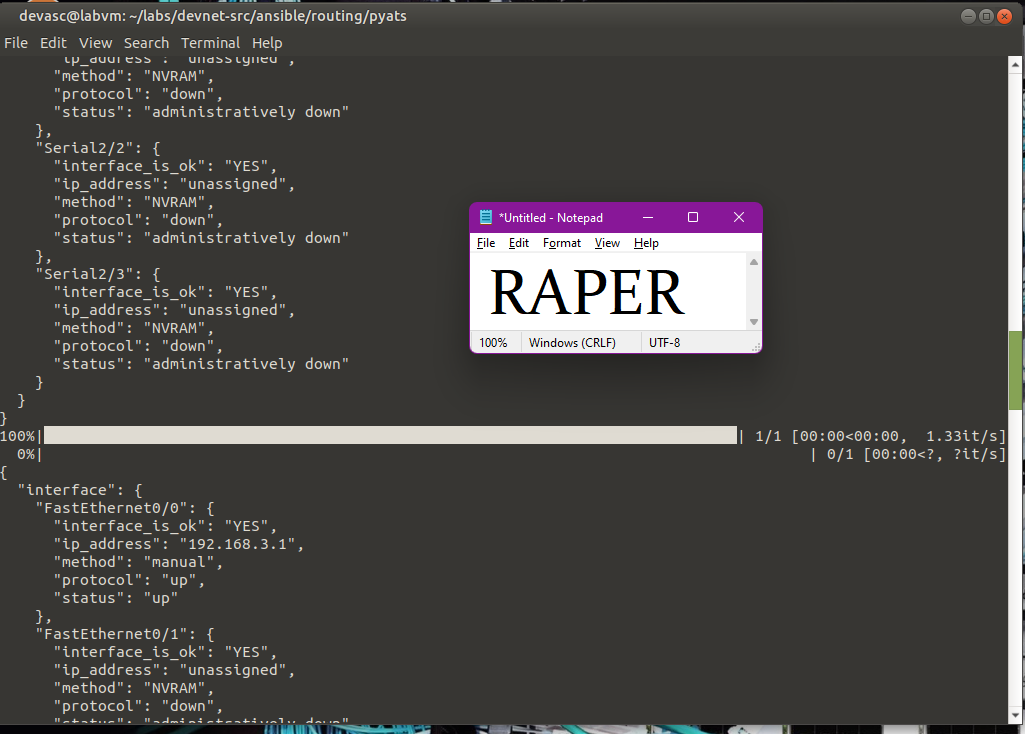 devasc@labvm: ~/labs/devnet-src/ansible/routing/pyats
File Edit View Search Terminal Help
"ip_address": "unassigned",
"method": "NVRAM",
"protocol": "down",
"status": "administratively down"
},
"Serial2/2": {
"interface_is_ok": "YES",
"ip_address": "unassigned",
"method": "NVRAM",
"protocol": "down",
"status": "administratively down"
},
"Serial2/3": {
"interface_is_ok": "YES",
"ip_address": "unassigned",
"method": "NVRAM",
"protocol": "down",
"status": "administratively down"
}
}
}
*Untitled - Notepad
File Edit Format View Help
RAPER
100% Windows (CRLF) UTF-8
100%| | 1/1 [00:00<00:00, 1.33it/s]
0%| | 0/1 [00:00<?, ?it/s]
{
"interface": {
"FastEthernet0/0": {
"interface_is_ok": "YES",
"ip_address": "192.168.3.1",
"method": "manual",
"protocol": "up",
"status": "up"
},
"FastEthernet0/1": {
"interface_is_ok": "YES",
"ip_address": "unassigned",
"method": "NVRAM",
"protocol": "down",
"status": "administratively down"